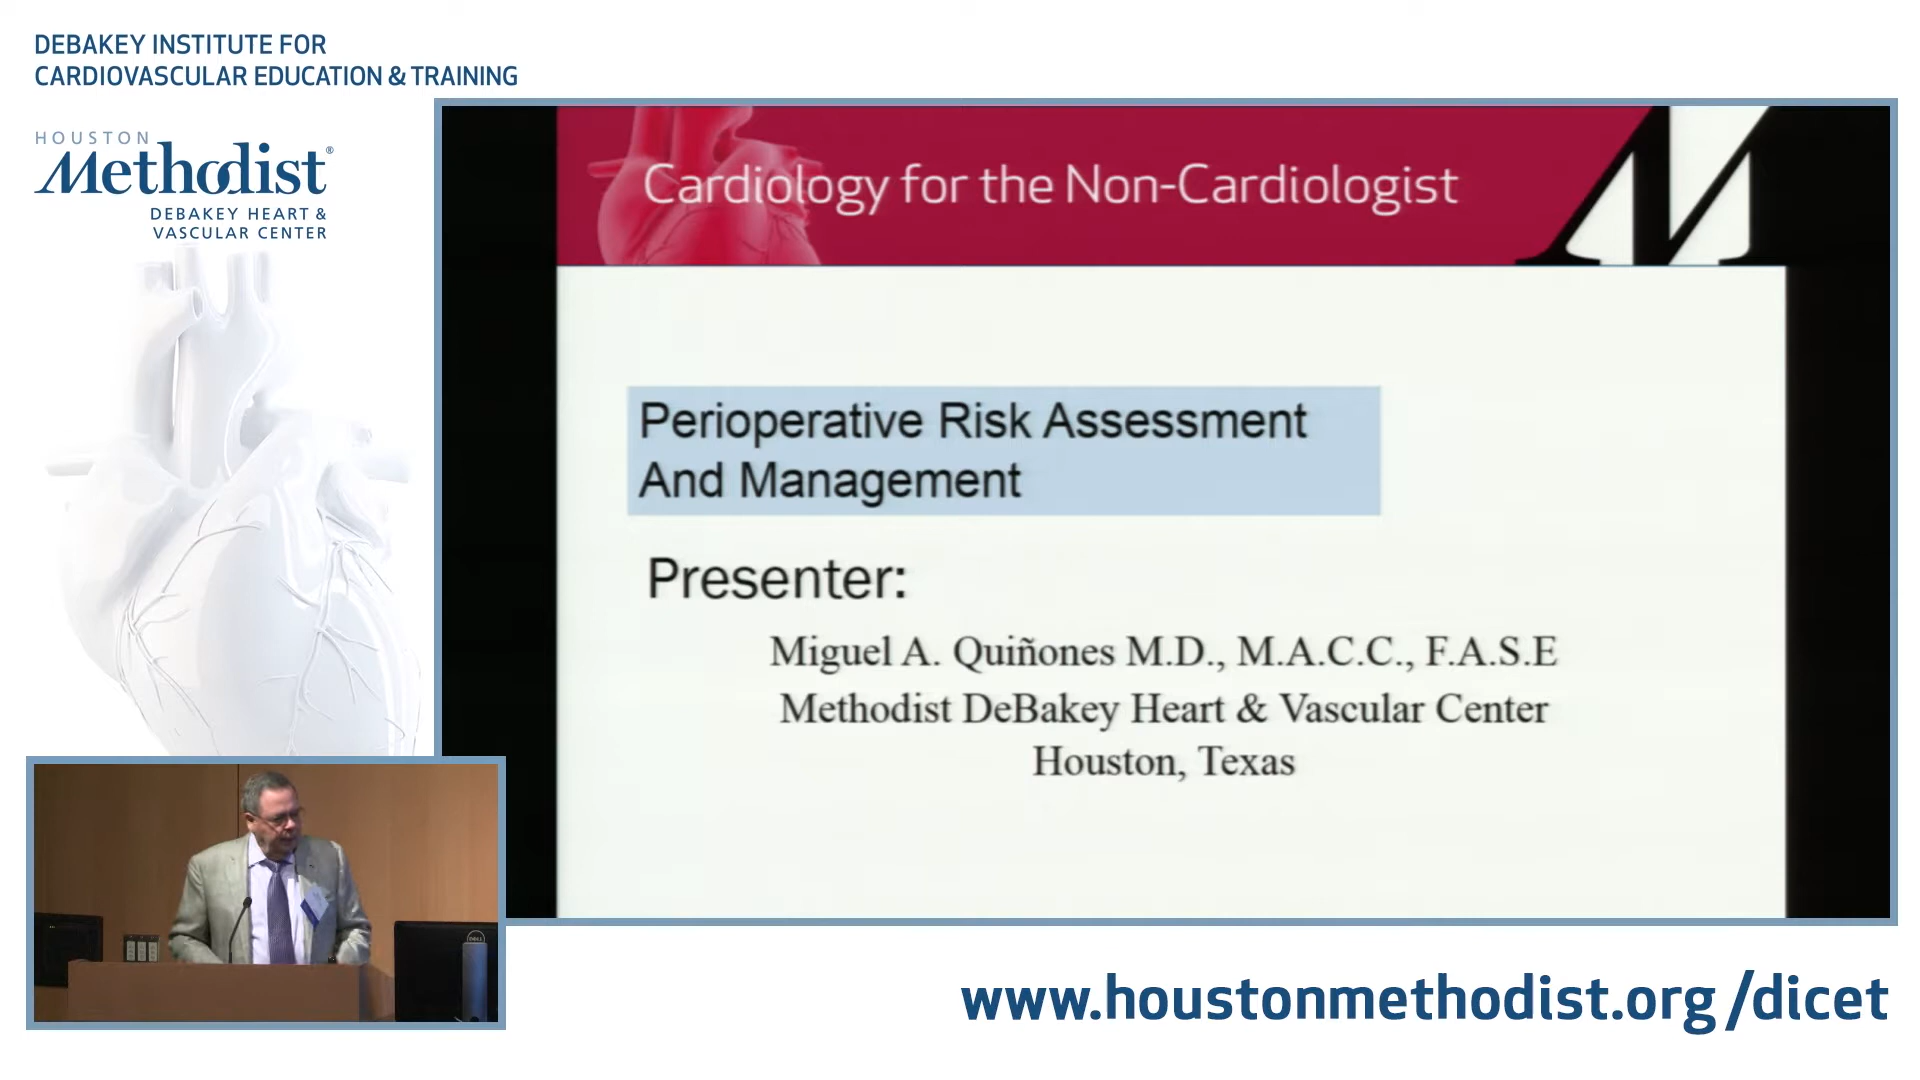 DEBAKEY INSTITUTE FOR
CARDIOVASCULAR EDUCATION & TRAINING
HOUSTON
Methodist®
DEBAKEY HEART &
VASCULAR CENTER
Cardiology for the Non-Cardiologist
M
Perioperative Risk Assessment
And Management
Presenter:
Miguel A. Quiñones M.D., M.A.C.C., F.A.S.E
Methodist DeBakey Heart & Vascular Center
Houston, Texas
DELL
www.houstonmethodist.org/dicet